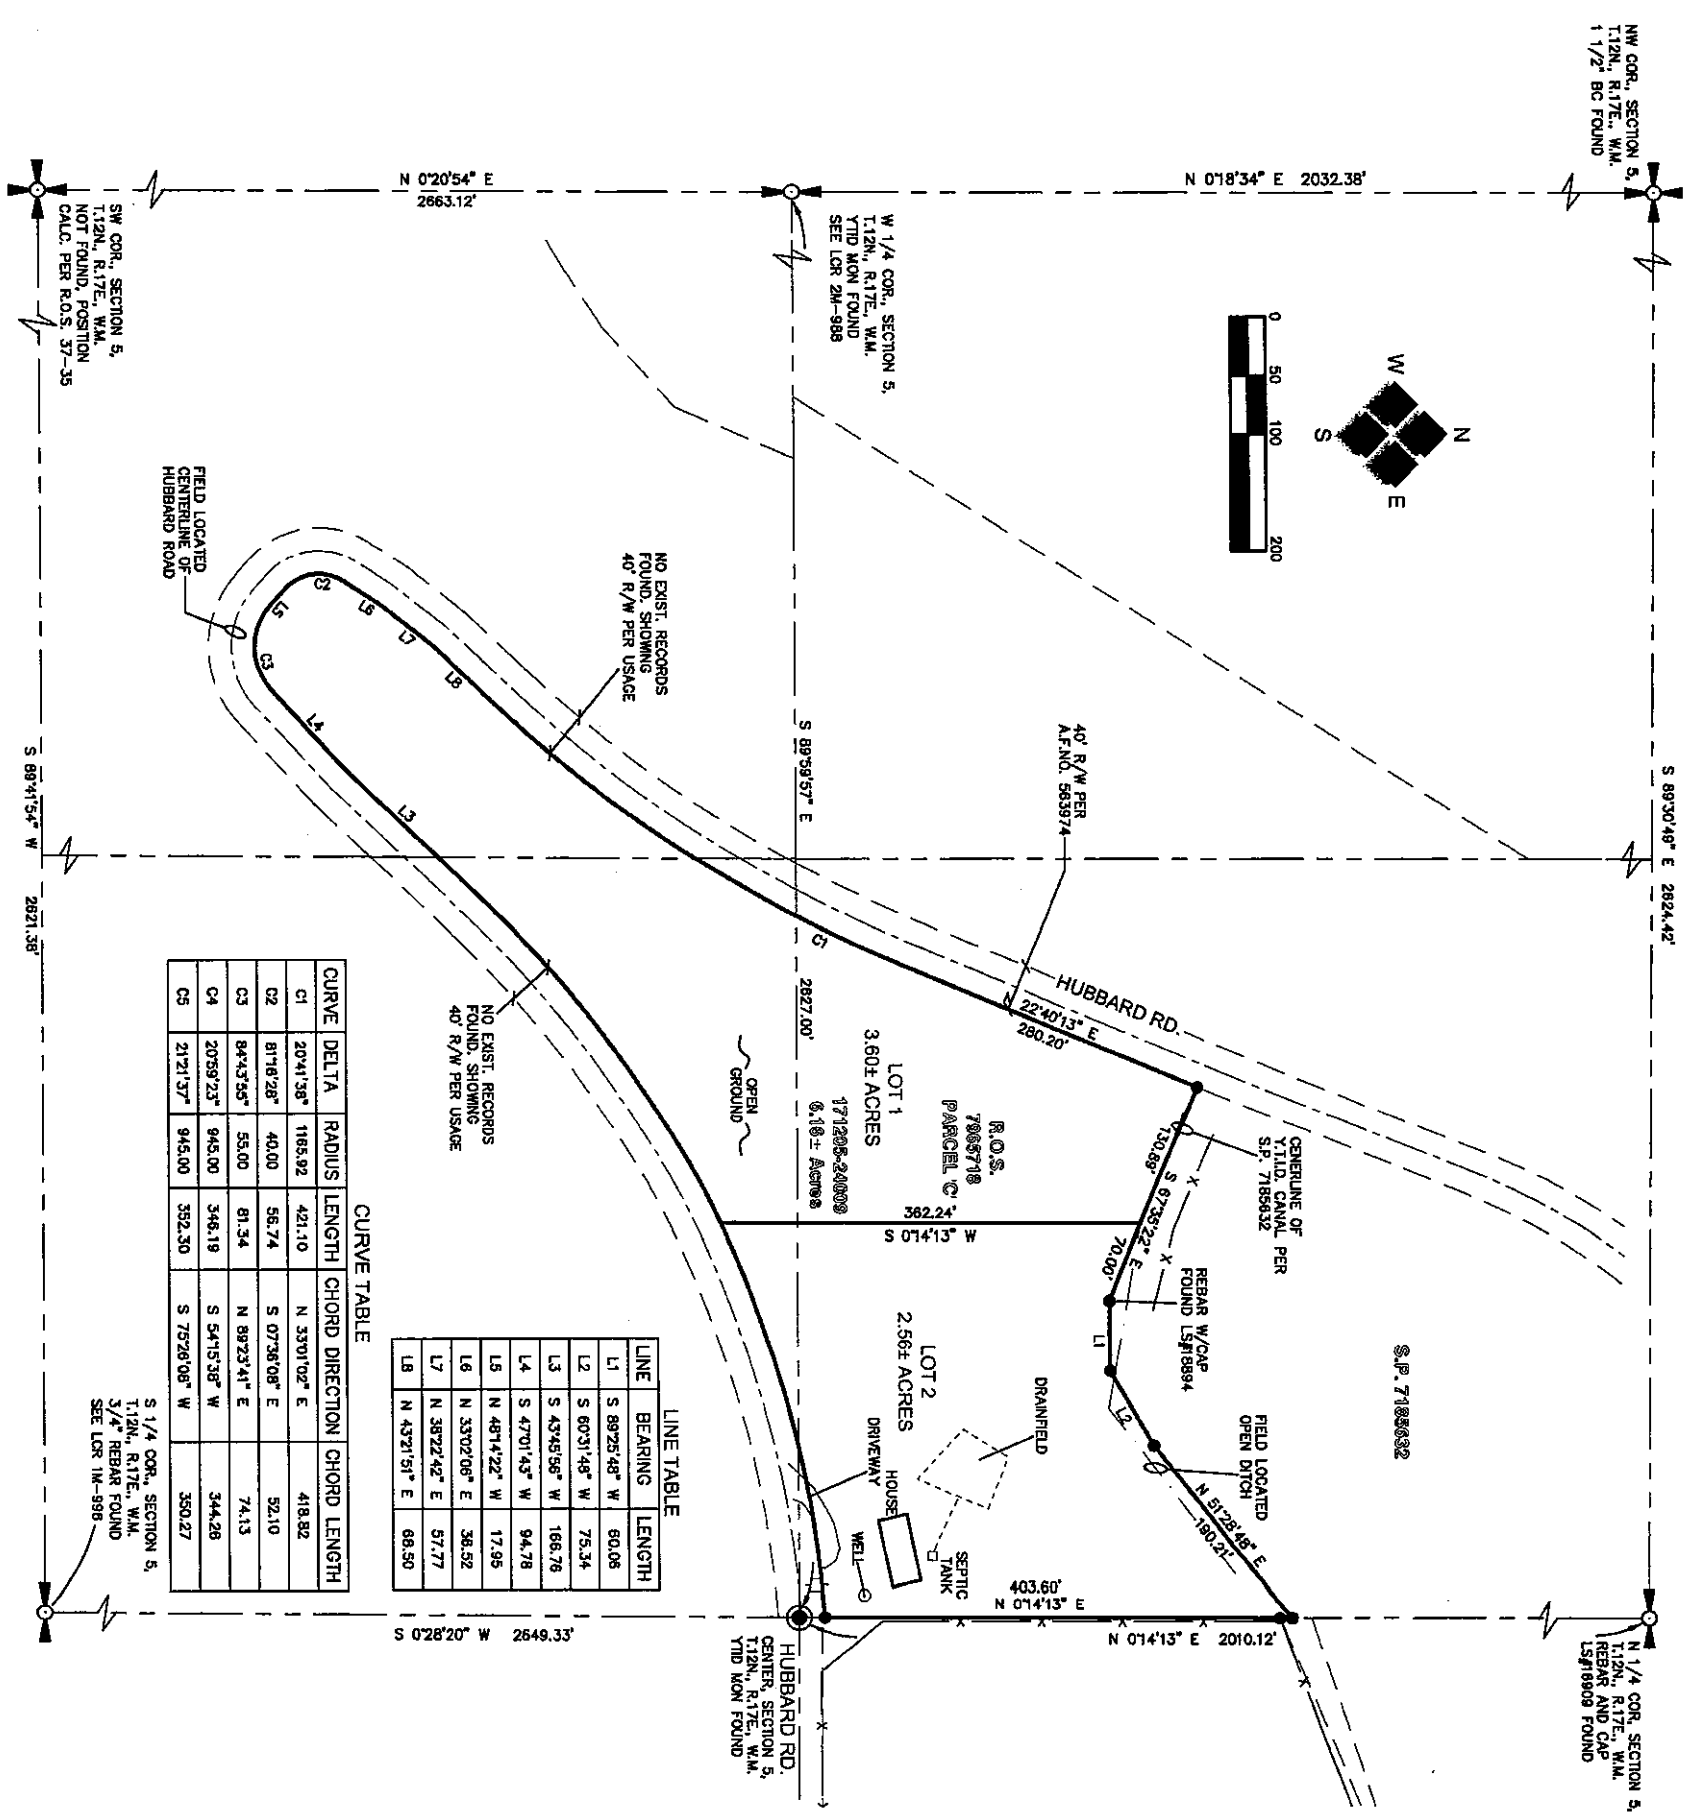 NW COR., SECTION 5,
T.12N., R.17E., W.M.
1 1/2" BC FOUND
N 0°18'34" E 2032.38'
N 0°20'54" E
2663.12'
SW COR., SECTION 5,
T.12N., R.17E., W.M.
NOT FOUND, POSITION
CALC. PER R.O.S. 37-35
W 1/4 COR., SECTION 5,
T.12N., R.17E., W.M.
YTID MON FOUND
SEE LCR 2M-988
0 50 100 200
N
W
E
S
S 89°30'49" E 2624.42'
FIELD LOCATED
CENTERLINE OF
HUBBARD ROAD
NO EXIST. RECORDS
FOUND. SHOWING
40' R/W PER USAGE
40' R/W PER
A.F.NO. 563974
S 89°59'57" E 2627.00'
S 89°41'54" W 2621.38'
C2
L6
L7
L8
L5
C3
L4
L3
C1
HUBBARD RD.
N 22°40'13" E
280.20'
LOT 1
3.60± ACRES
R.O.S.
7965718
PARCEL 'C'
171205-24009
6.16± Acres
OPEN
GROUND
NO EXIST. RECORDS
FOUND. SHOWING
40' R/W PER USAGE
CENERLINE OF
Y.T.I.D. CANAL PER
S.P. 7185632
130.89'
S 67°35'22" E
70.00'
362.24'
S 0°14'13" W
REBAR W/CAP
FOUND LS#18894
L1
L2
S.P. 7185632
FIELD LOCATED
OPEN DITCH
N 51°28'48" E
190.21'
LOT 2
2.56± ACRES
DRAINFIELD
DRIVEWAY
HOUSE
SEPTIC
TANK
WELL
403.60'
N 0°14'13" E
N 0°14'13" E 2010.12'
S 0°28'20" W 2649.33'
HUBBARD RD.
CENTER, SECTION 5,
T.12N., R.17E., W.M.
YTID MON FOUND
N 1/4 COR, SECTION 5,
T.12N., R.17E., W.M.
REBAR AND CAP
LS#16909 FOUND
S 1/4 COR., SECTION 5,
T.12N., R.17E., W.M.
3/4" REBAR FOUND
SEE LCR 1M-996
LINE TABLE
LINE BEARING LENGTH
L1 S 89°25'48" W 60.06
L2 S 60°31'48" W 75.34
L3 S 43°45'56" W 166.76
L4 S 47°01'43" W 94.78
L5 N 48°14'22" W 17.95
L6 N 33°02'06" E 36.52
L7 N 38°22'42" E 57.77
L8 N 43°21'51" E 68.50
CURVE TABLE
CURVE DELTA RADIUS LENGTH CHORD DIRECTION CHORD LENGTH
C1 20°41'38" 1165.92 421.10 N 33°01'02" E 418.82
C2 81°16'28" 40.00 56.74 S 07°36'08" E 52.10
C3 84°43'55" 55.00 81.34 N 89°23'41" E 74.13
C4 20°59'23" 945.00 346.19 S 54°15'38" W 344.26
C5 21°21'37" 945.00 352.30 S 75°26'08" W 350.27